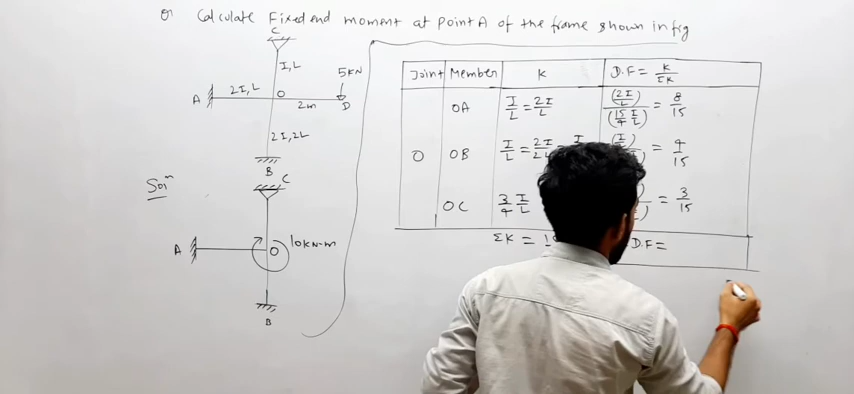 Or Calculate Fixed end moment at point A of the frame shown in fig
C
I,L
5KN
A 2I,L O
2m D
2I,2L
B
Solⁿ
C
A O 10KN-m
B
Joint Member K D.F = K/ΣK
OA I/L = 2I/L (2I/L)/(15/4 I/L) = 8/15
O OB I/L = 2I/2L = 4/15
OC 3/4 I/L = 3/15
ΣK = D.F =